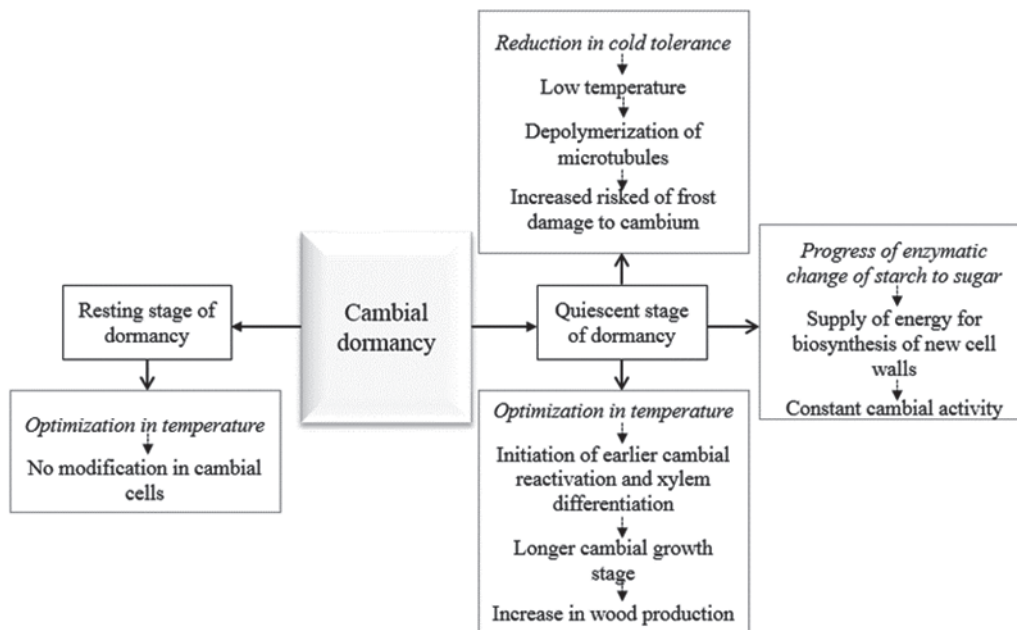 Reduction in cold tolerance
Low temperature
Depolymerization of
microtubules
Increased risked of frost
damage to cambium
Progress of enzymatic
change of starch to sugar
Supply of energy for
biosynthesis of new cell
walls
Constant cambial activity
Resting stage of
dormancy
Cambial
dormancy
Quiescent stage
of dormancy
Optimization in temperature
No modification in cambial
cells
Optimization in temperature
Initiation of earlier cambial
reactivation and xylem
differentiation
Longer cambial growth
stage
Increase in wood production